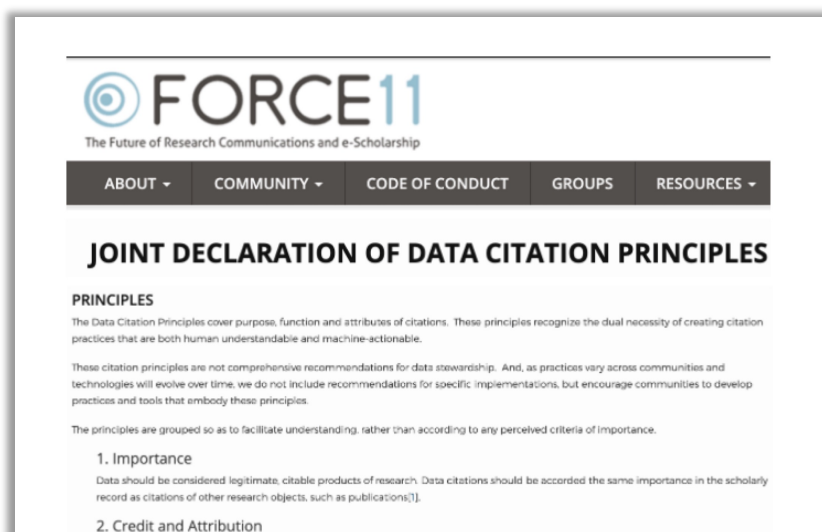 FORCE11
The Future of Research Communications and e-Scholarship
ABOUT COMMUNITY CODE OF CONDUCT GROUPS RESOURCES
JOINT DECLARATION OF DATA CITATION PRINCIPLES
PRINCIPLES
The Data Citation Principles cover purpose, function and attributes of citations. These principles recognize the dual necessity of creating citation
practices that are both human understandable and machine-actionable.
These citation principles are not comprehensive recommendations for data stewardship. And, as practices vary across communities and
technologies will evolve over time, we do not include recommendations for specific implementations, but encourage communities to develop
practices and tools that embody these principles.
The principles are grouped so as to facilitate understanding, rather than according to any perceived criteria of importance.
1. Importance
Data should be considered legitimate, citable products of research. Data citations should be accorded the same importance in the scholarly
record as citations of other research objects, such as publications[1].
2. Credit and Attribution